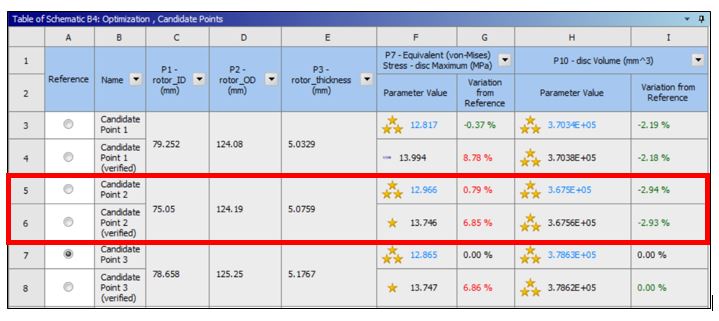 Table of Schematic B4: Optimization , Candidate Points
A B C D E F G H I
1 Reference Name P1 - rotor_ID (mm) P2 - rotor_OD (mm) P3 - rotor_thickness (mm) P7 - Equivalent (von-Mises) Stress - disc Maximum (MPa) P10 - disc Volume (mm^3)
2 Parameter Value Variation from Reference Parameter Value Variation from Reference
3 Candidate Point 1 79.252 124.08 5.0329 12.817 -0.37 % 3.7034E+05 -2.19 %
4 Candidate Point 1 (verified) 13.994 8.78 % 3.7038E+05 -2.18 %
5 Candidate Point 2 75.05 124.19 5.0759 12.966 0.79 % 3.675E+05 -2.94 %
6 Candidate Point 2 (verified) 13.746 6.85 % 3.6756E+05 -2.93 %
7 Candidate Point 3 78.658 125.25 5.1767 12.865 0.00 % 3.7863E+05 0.00 %
8 Candidate Point 3 (verified) 13.747 6.86 % 3.7862E+05 0.00 %